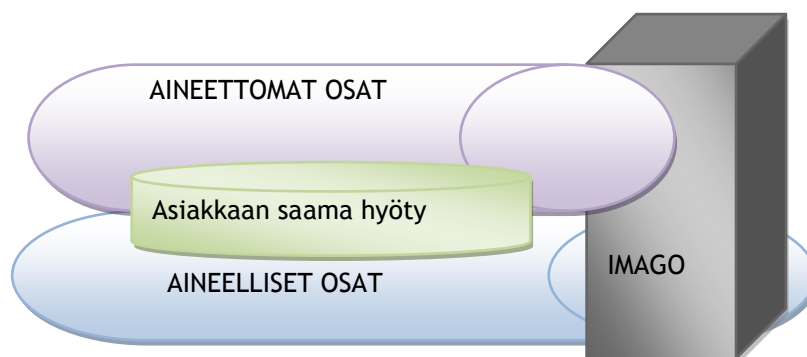 AINEETTOMAT OSAT
Asiakkaan saama hyöty
IMAGO
AINEELLISET OSAT